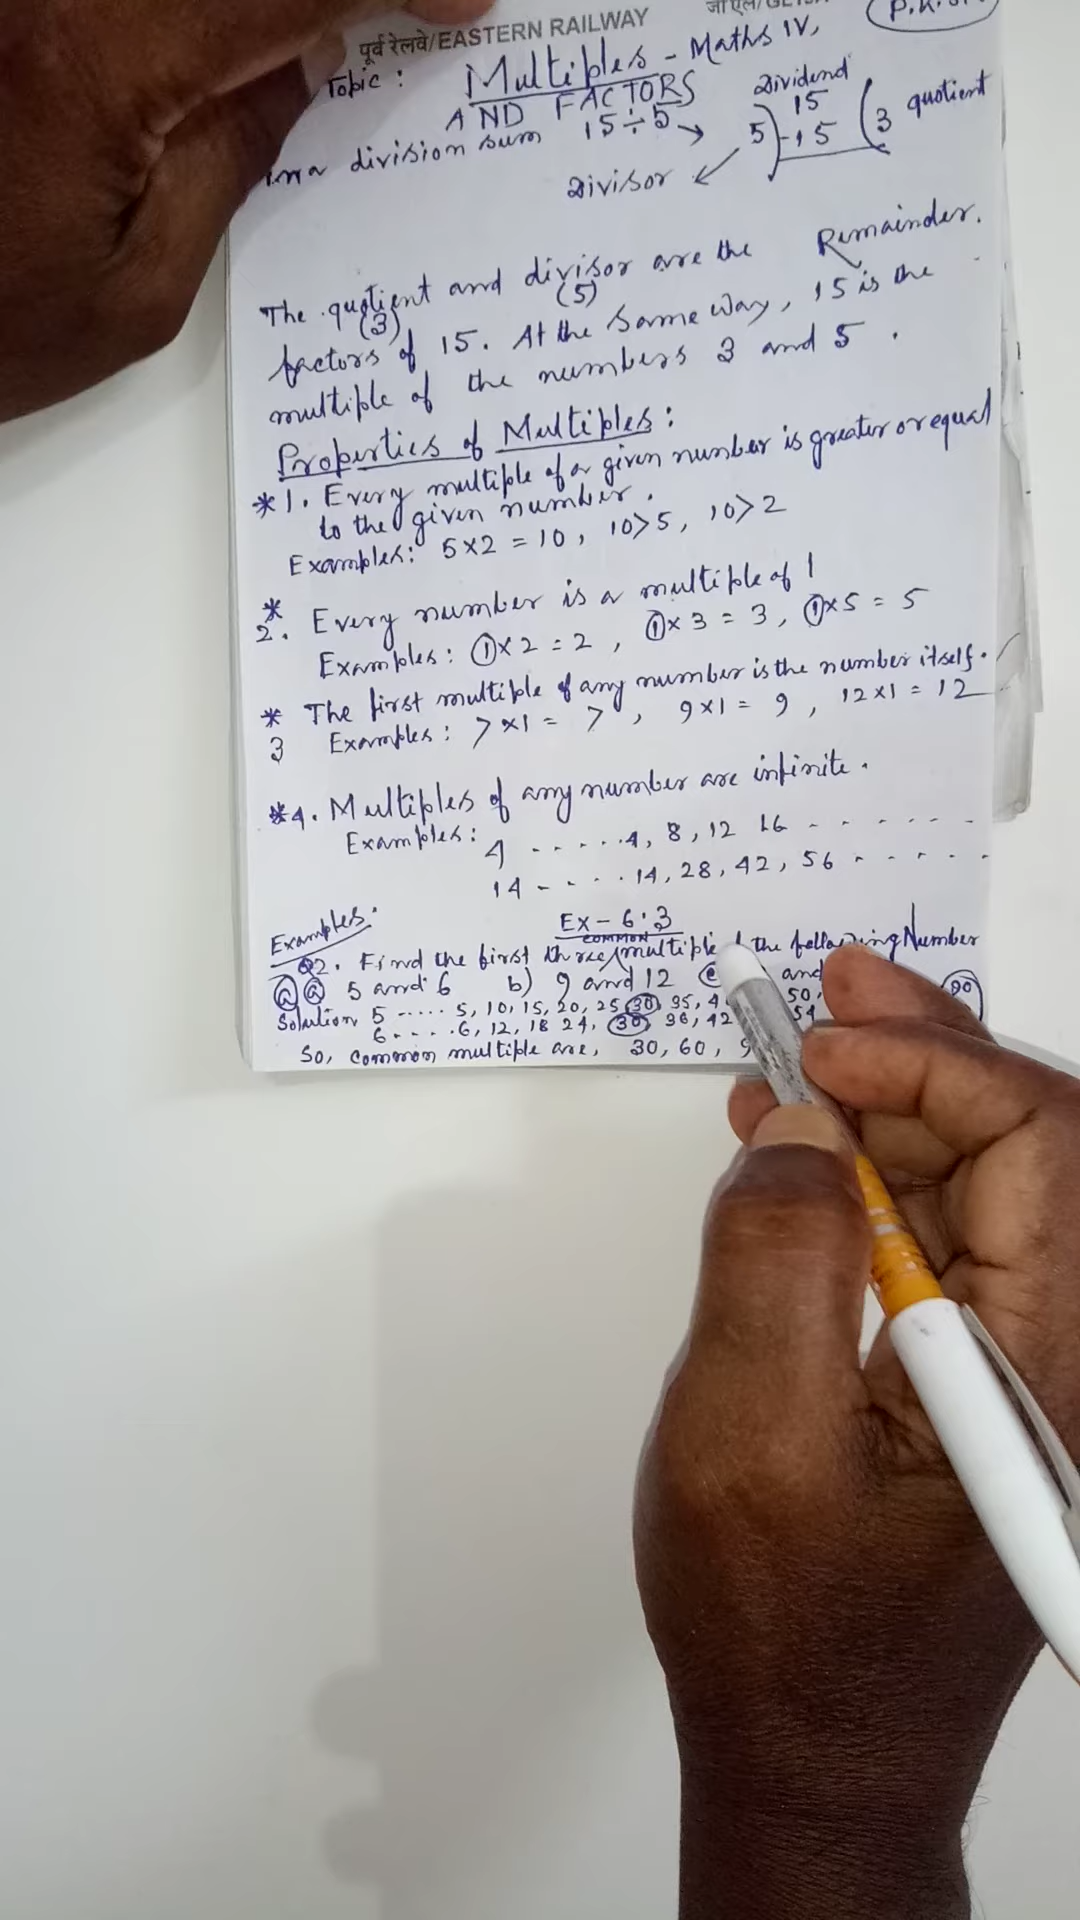 पूर्व रेलवे/EASTERN RAILWAY
Topic : Multiples - Maths IV,
AND FACTORS
In a division sum 15÷5 → 5) 15 (3 quotient
Dividend
-15
Divisor
Remainder.
The quotient and divisor are the
(3) (5)
factors of 15. At the same way, 15 is the
multiple of the numbers 3 and 5 .
Properties of Multiples :
*1. Every multiple of a given number is greater or equal
to the given number .
Examples: 5×2 = 10, 10>5, 10>2
*
2. Every number is a multiple of 1
Examples : ①×2 = 2 , ①×3 = 3, ①×5 = 5
* The first multiple of any number is the number itself.
3 Examples : 7×1 = 7 , 9×1 = 9 , 12×1 = 12
*4. Multiples of any number are infinite .
Examples : 4 ..... 4, 8, 12 16 - - - - - -
14 - - . . . 14, 28, 42, 56 - - - - -
Examples. Ex - 6.3
COMMON
Q2. Find the first three multiple the following Number
ⓐ ⓐ 5 and 6 b) 9 and 12 and
Solution 5 ..... 5, 10, 15, 20, 25 30 35, 50, 90
6 ..... 6, 12, 18 24, 30 36, 42 54
So, common multiple are, 30, 60,